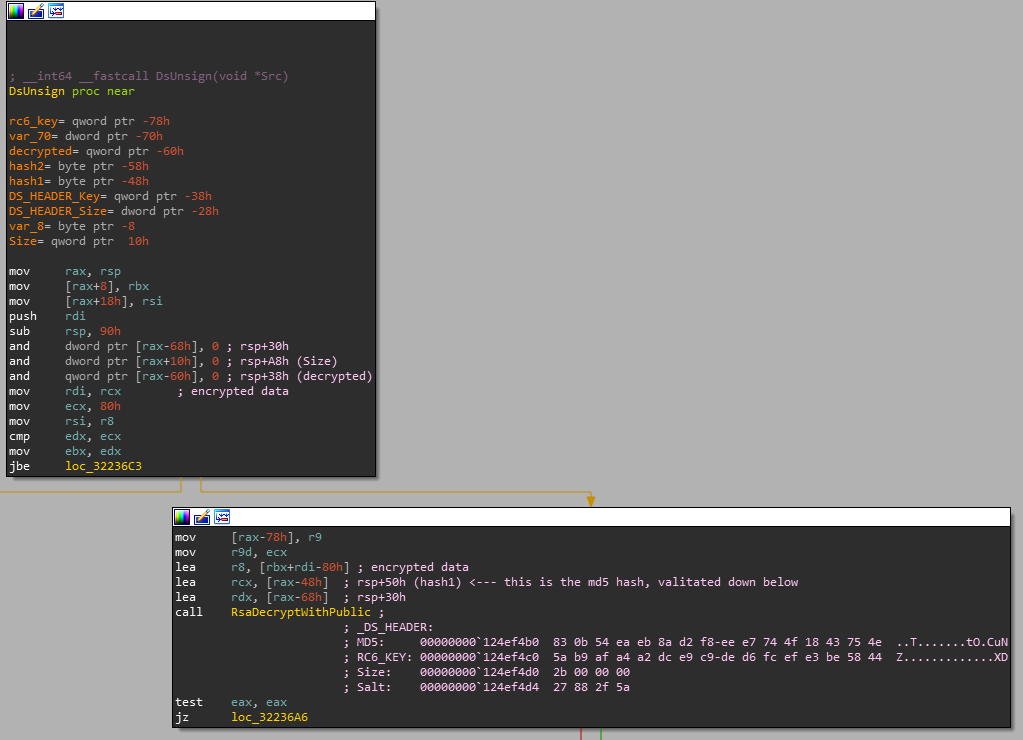 ; __int64 __fastcall DsUnsign(void *Src)
DsUnsign proc near
rc6_key= qword ptr -78h
var_70= dword ptr -70h
decrypted= qword ptr -60h
hash2= byte ptr -58h
hash1= byte ptr -48h
DS_HEADER_Key= qword ptr -38h
DS_HEADER_Size= dword ptr -28h
var_8= byte ptr -8
Size= qword ptr  10h
mov     rax, rsp
mov     [rax+8], rbx
mov     [rax+18h], rsi
push    rdi
sub     rsp, 90h
and     dword ptr [rax-68h], 0 ; rsp+30h
and     dword ptr [rax+10h], 0 ; rsp+A8h (Size)
and     qword ptr [rax-60h], 0 ; rsp+38h (decrypted)
mov     rdi, rcx        ; encrypted data
mov     ecx, 80h
mov     rsi, r8
cmp     edx, ecx
mov     ebx, edx
jbe     loc_32236C3
mov     [rax-78h], r9
mov     r9d, ecx
lea     r8, [rbx+rdi-80h] ; encrypted data
lea     rcx, [rax-48h]  ; rsp+50h (hash1) <--- this is the md5 hash, valitated down below
lea     rdx, [rax-68h]  ; rsp+30h
call    RsaDecryptWithPublic ;
; _DS_HEADER:
; MD5:     00000000`124ef4b0  83 0b 54 ea eb 8a d2 f8-ee e7 74 4f 18 43 75 4e  ..T.......tO.CuN
; RC6_KEY: 00000000`124ef4c0  5a b9 af a4 a2 dc e9 c9-de d6 fc ef e3 be 58 44  Z.............XD
; Size:    00000000`124ef4d0  2b 00 00 00
; Salt:    00000000`124ef4d4  27 88 2f 5a
test    eax, eax
jz      loc_32236A6